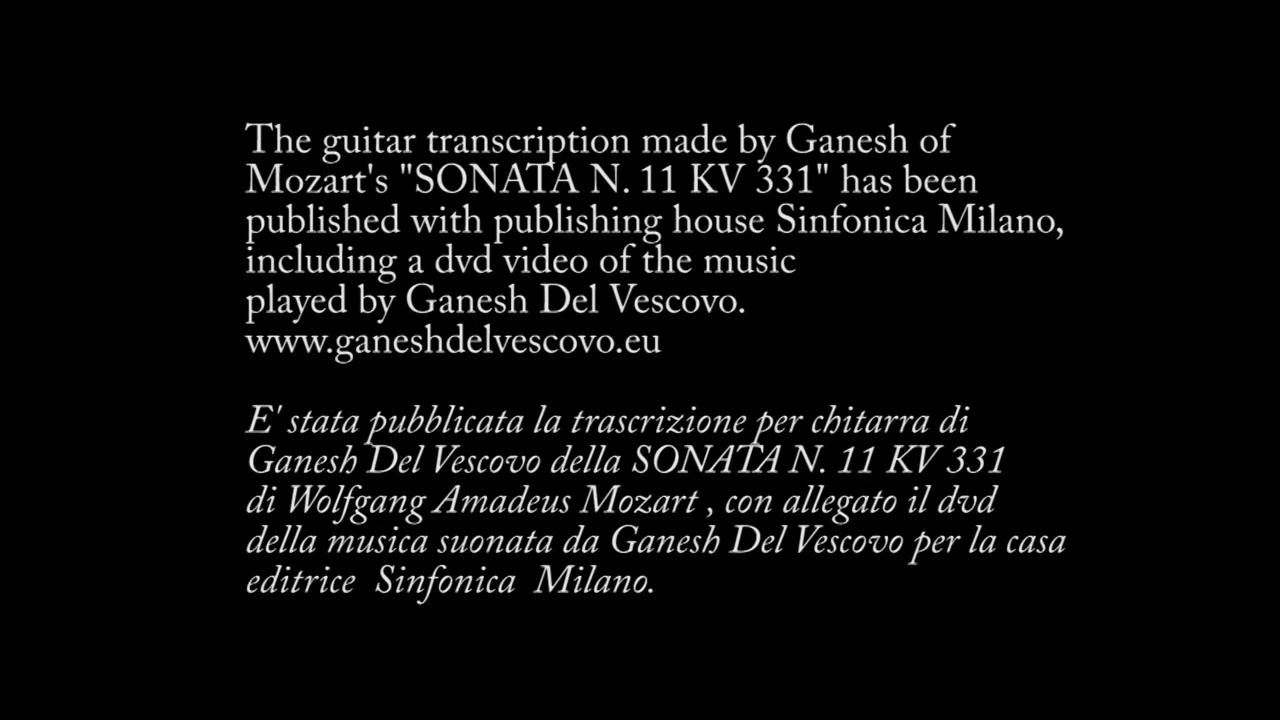 The guitar transcription made by Ganesh of
Mozart's "SONATA N. 11 KV 331" has been
published with publishing house Sinfonica Milano,
including a dvd video of the music
played by Ganesh Del Vescovo.
www.ganeshdelvescovo.eu
E' stata pubblicata la trascrizione per chitarra di
Ganesh Del Vescovo della SONATA N. 11 KV 331
di Wolfgang Amadeus Mozart , con allegato il dvd
della musica suonata da Ganesh Del Vescovo per la casa
editrice  Sinfonica  Milano.